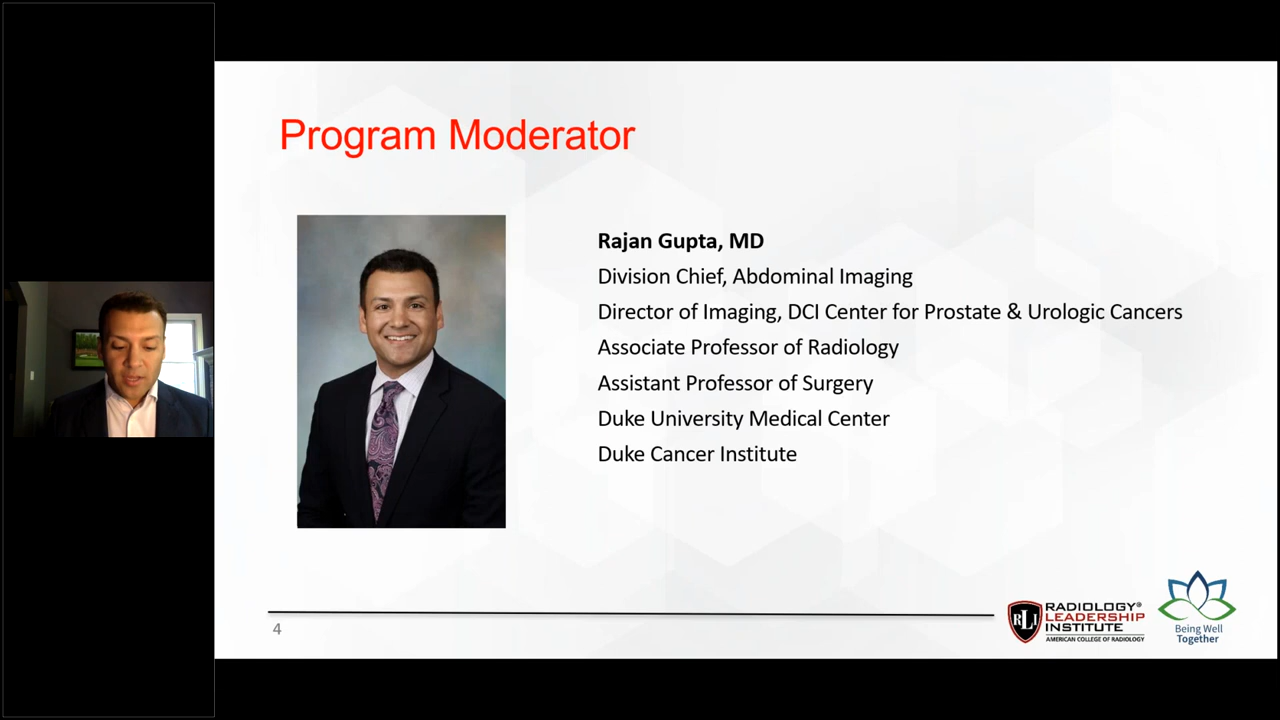 Program Moderator
Rajan Gupta, MD
Division Chief, Abdominal Imaging
Director of Imaging, DCI Center for Prostate & Urologic Cancers
Associate Professor of Radiology
Assistant Professor of Surgery
Duke University Medical Center
Duke Cancer Institute
4
RLI
RADIOLOGY®
LEADERSHIP
INSTITUTE
AMERICAN COLLEGE OF RADIOLOGY
Being Well
Together